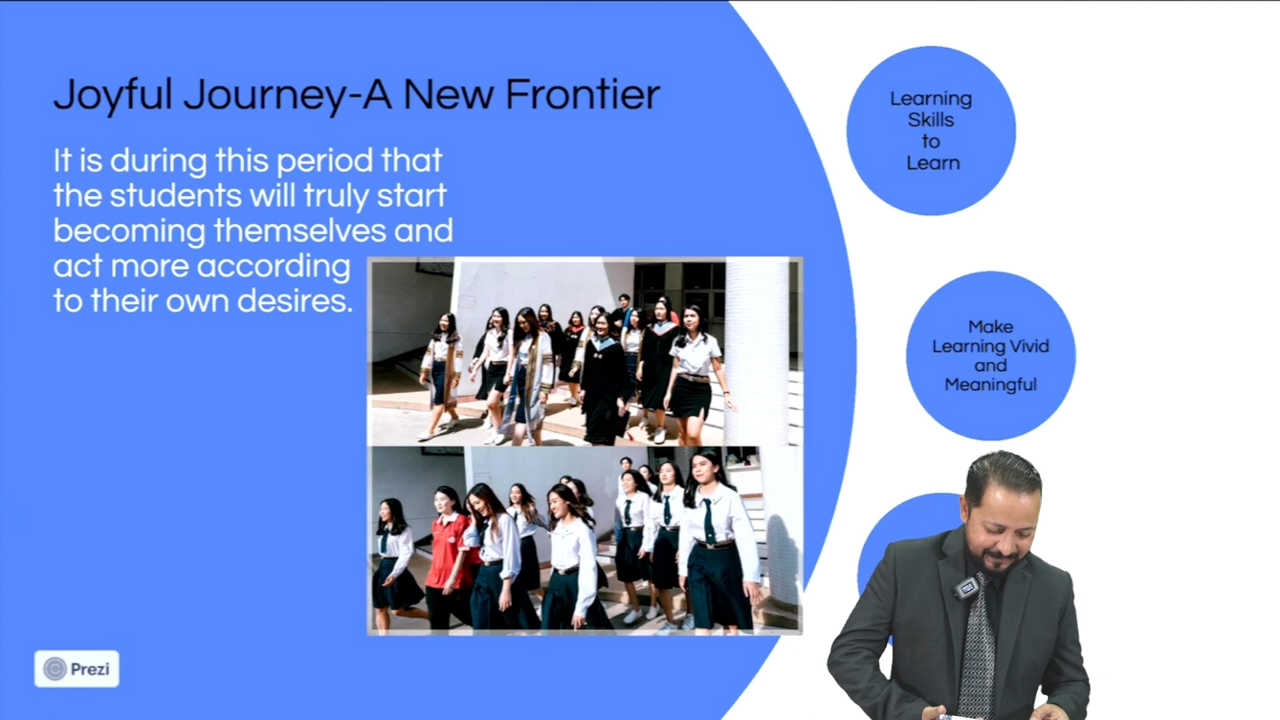 Joyful Journey-A New Frontier
It is during this period that
the students will truly start
becoming themselves and
act more according
to their own desires.
Learning
Skills
to
Learn
Make
Learning Vivid
and
Meaningful
Prezi